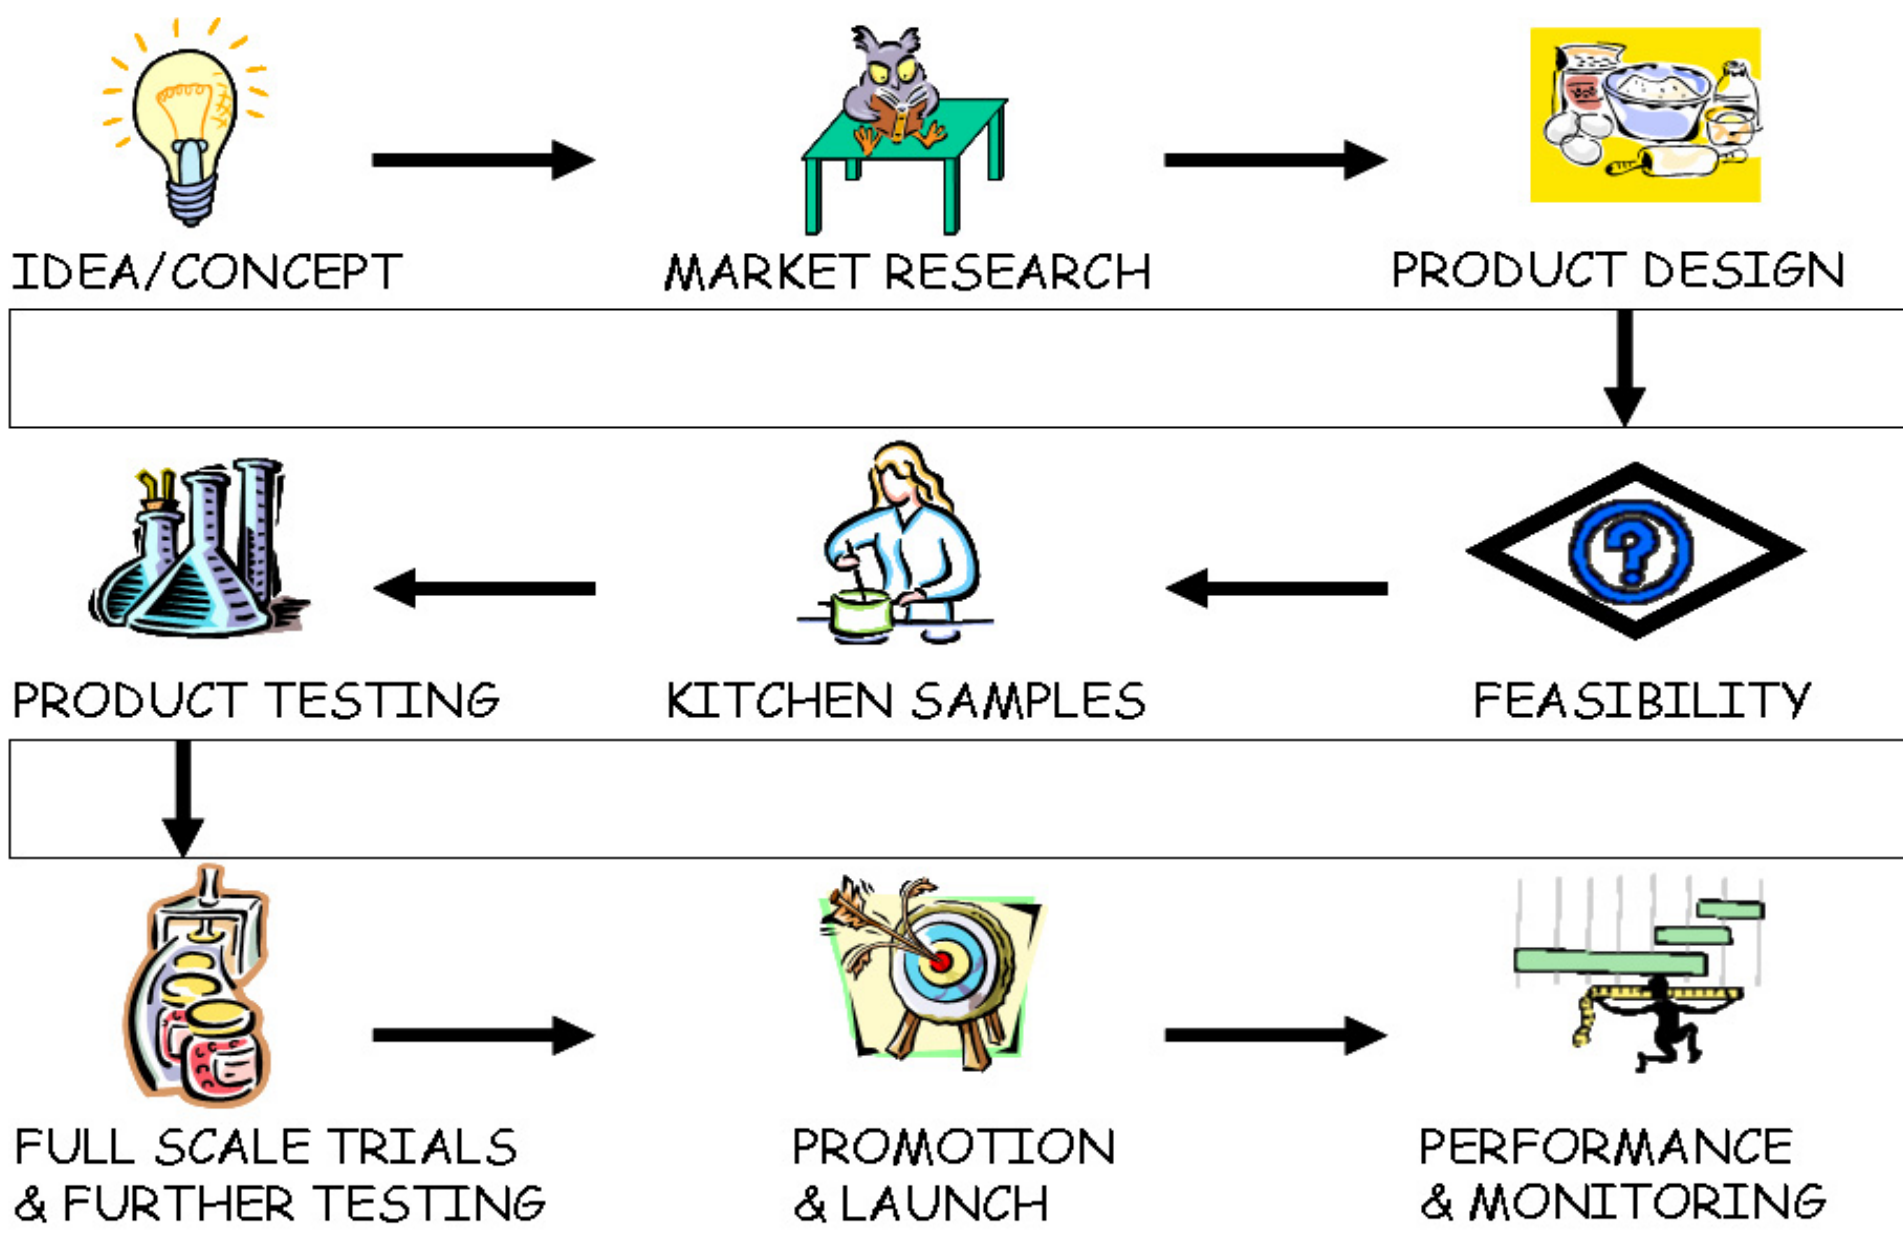 IDEA/CONCEPT
MARKET RESEARCH
PRODUCT DESIGN
?
FEASIBILITY
KITCHEN SAMPLES
PRODUCT TESTING
FULL SCALE TRIALS
& FURTHER TESTING
PROMOTION
& LAUNCH
PERFORMANCE
& MONITORING